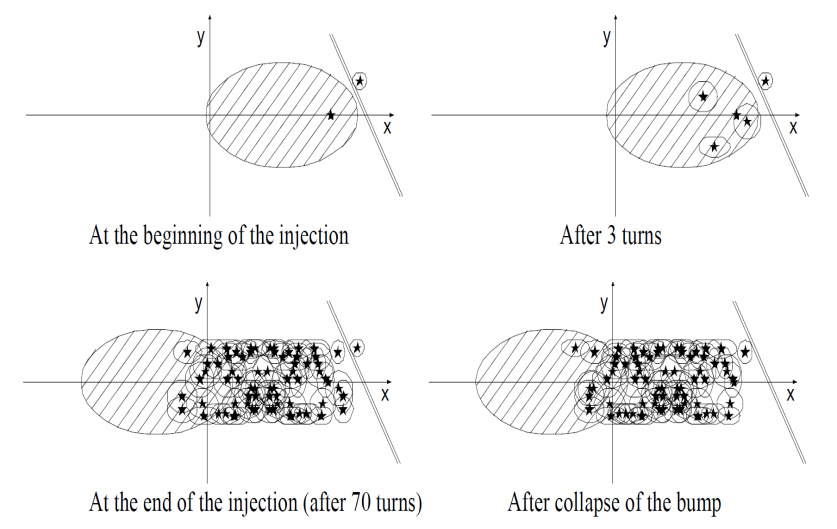 y
x
At the beginning of the injection
y
x
After 3 turns
y
x
At the end of the injection (after 70 turns)
y
x
After collapse of the bump